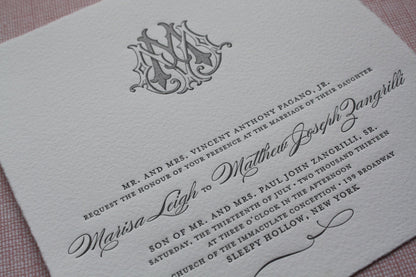 MM
MR. AND MRS. VINCENT ANTHONY PAGANO, JR.
REQUEST THE HONOUR OF YOUR PRESENCE AT THE MARRIAGE OF THEIR DAUGHTER
Marisa Leigh TO Matthew Joseph Zangrilli
SON OF MR. AND MRS. PAUL JOHN ZANGRILLI, SR.
SATURDAY, THE THIRTEENTH OF JULY, TWO THOUSAND THIRTEEN
AT THREE O'CLOCK IN THE AFTERNOON
CHURCH OF THE IMMACULATE CONCEPTION · 199 BROADWAY
SLEEPY HOLLOW, NEW YORK